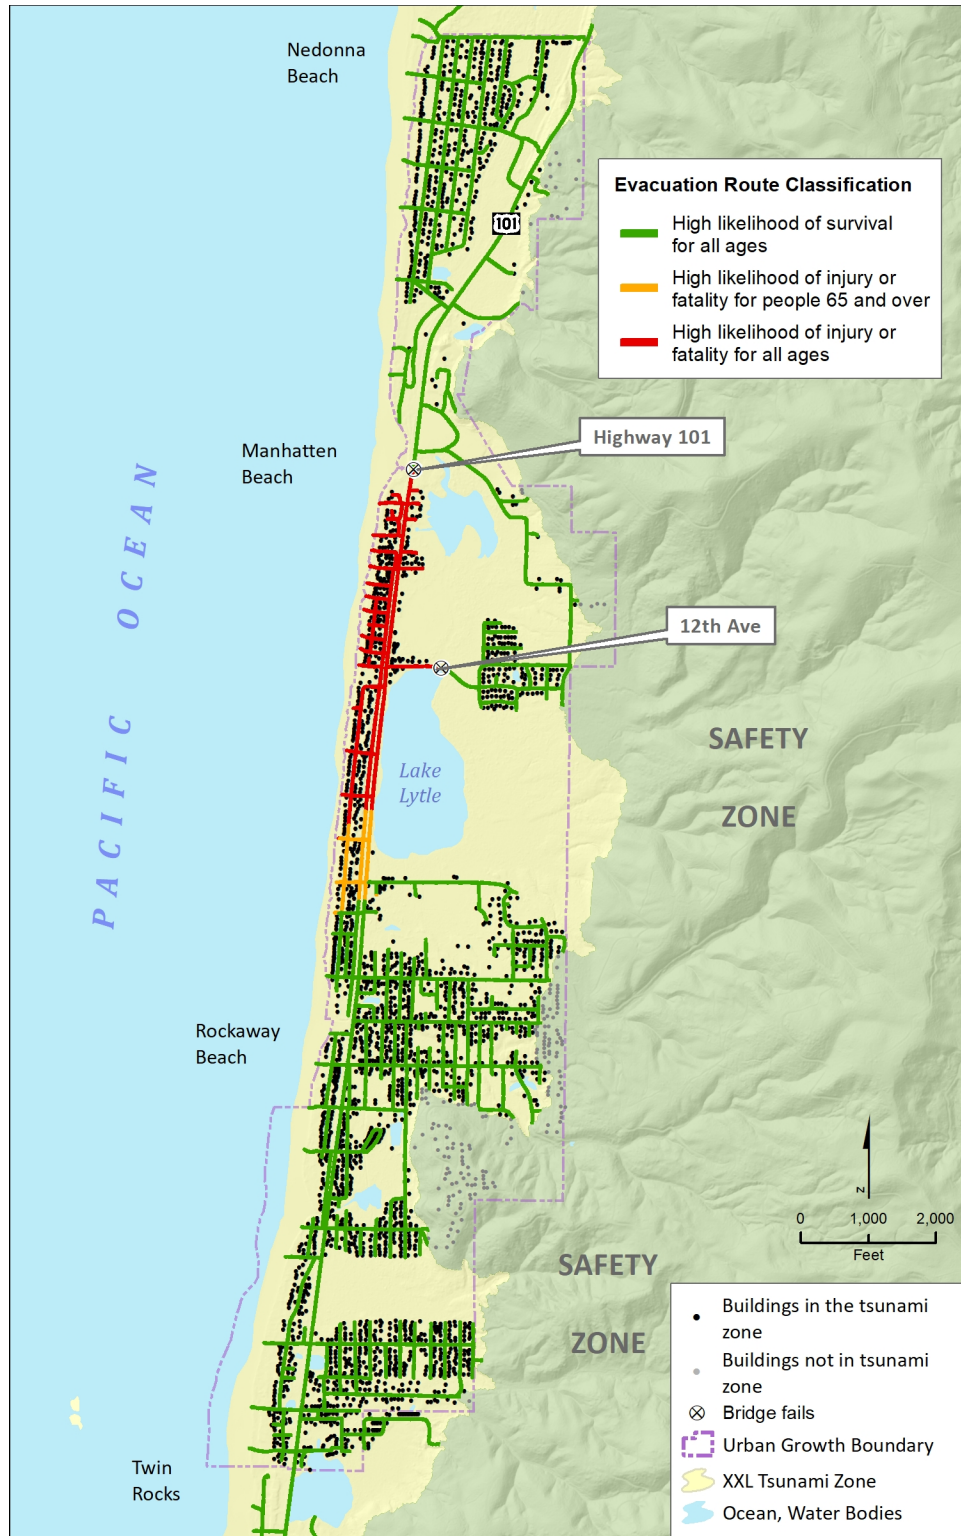 Nedonna
Beach
Evacuation Route Classification
High likelihood of survival
for all ages
High likelihood of injury or
fatality for people 65 and over
High likelihood of injury or
fatality for all ages
101
Highway 101
Manhatten
Beach
PACIFIC OCEAN
12th Ave
SAFETY
ZONE
Lake
Lytle
Rockaway
Beach
N
0 1,000 2,000
Feet
SAFETY
ZONE
Twin
Rocks
Buildings in the tsunami
zone
Buildings not in tsunami
zone
Bridge fails
Urban Growth Boundary
XXL Tsunami Zone
Ocean, Water Bodies